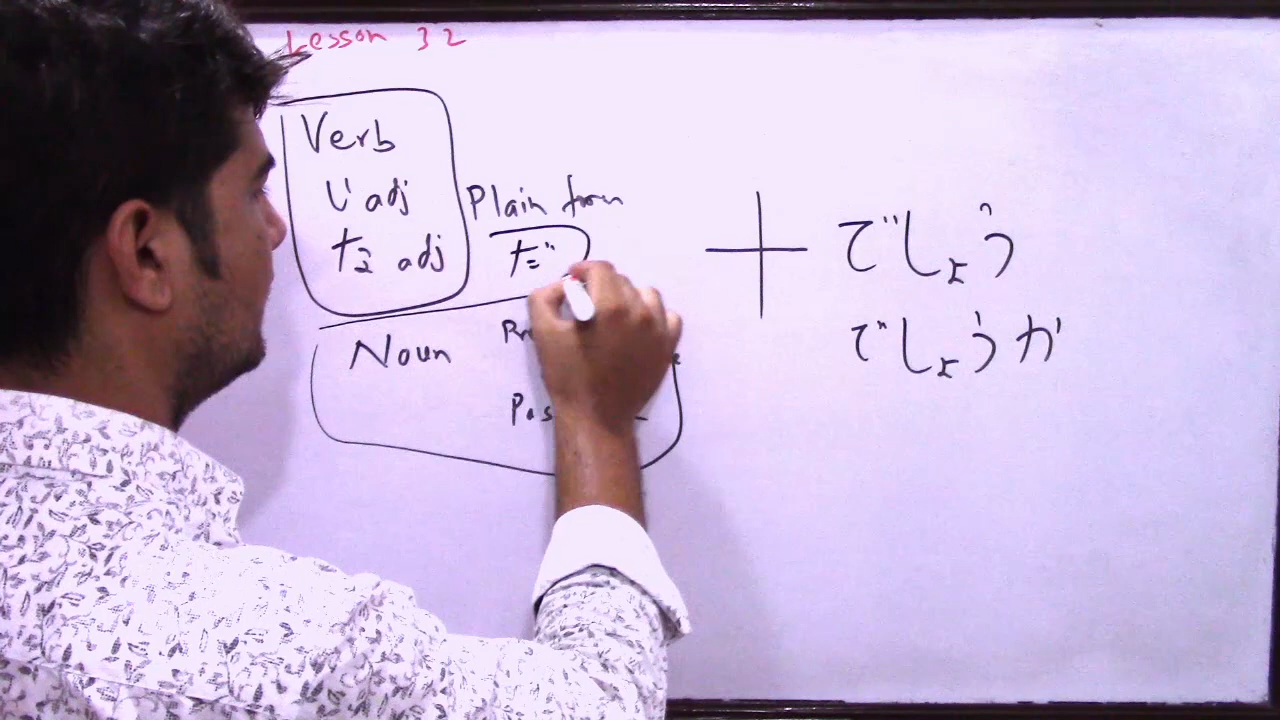 Lesson 32
Verb
い adj
な adj
Plain form
だ
Noun
でしょう
でしょうか